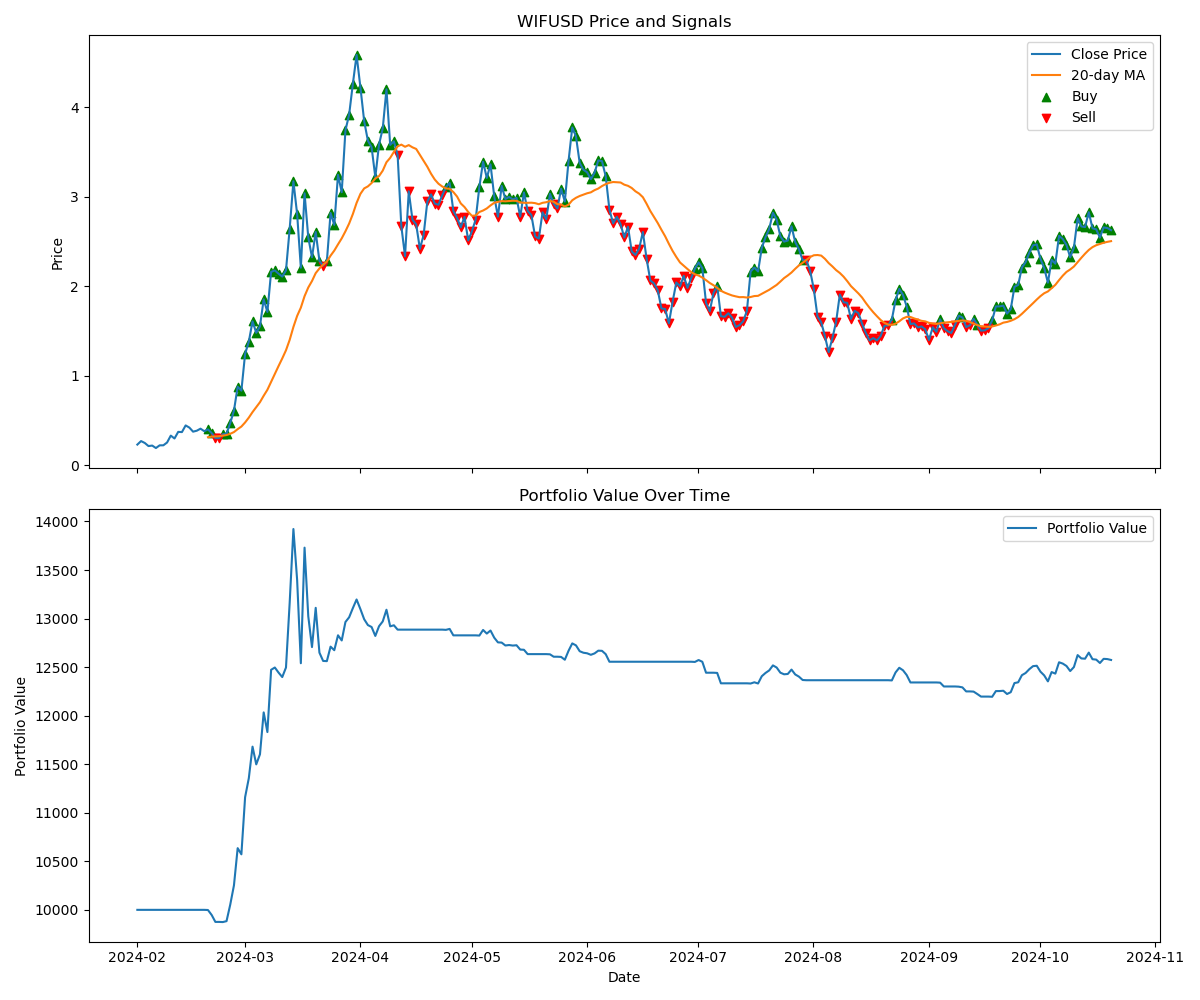 WIFUSD Price and Signals
Close Price
20-day MA
Buy
Sell
Price
4
3
2
1
0
Portfolio Value Over Time
Portfolio Value
Portfolio Value
14000
13500
13000
12500
12000
11500
11000
10500
10000
2024-02
2024-03
2024-04
2024-05
2024-06
2024-07
2024-08
2024-09
2024-10
2024-11
Date